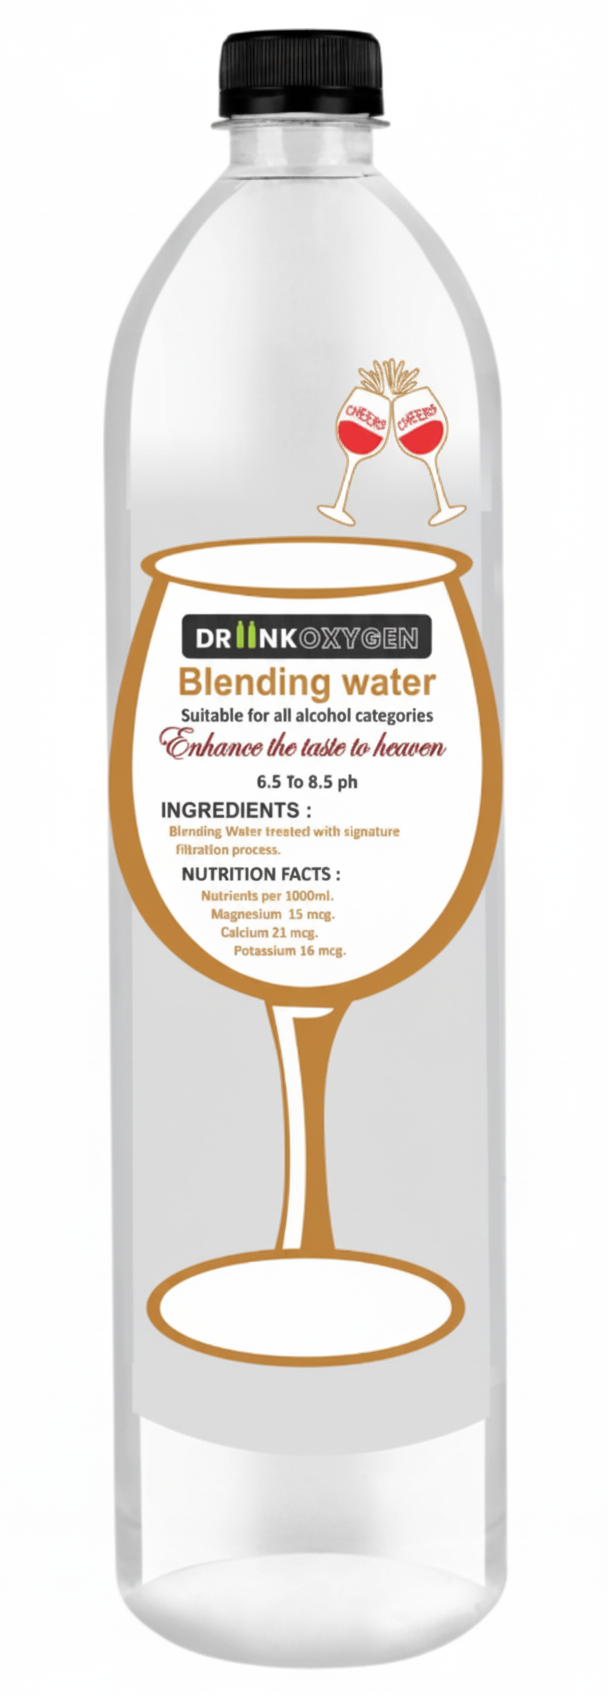 CHEERS CHEERS
DRIINKOXYGEN
Blending water
Suitable for all alcohol categories
Enhance the taste to heaven
6.5 To 8.5 ph
INGREDIENTS :
Blending Water treated with signature
filtration process.
NUTRITION FACTS :
Nutrients per 1000ml.
Magnesium 15 mcg.
Calcium 21 mcg.
Potassium 16 mcg.